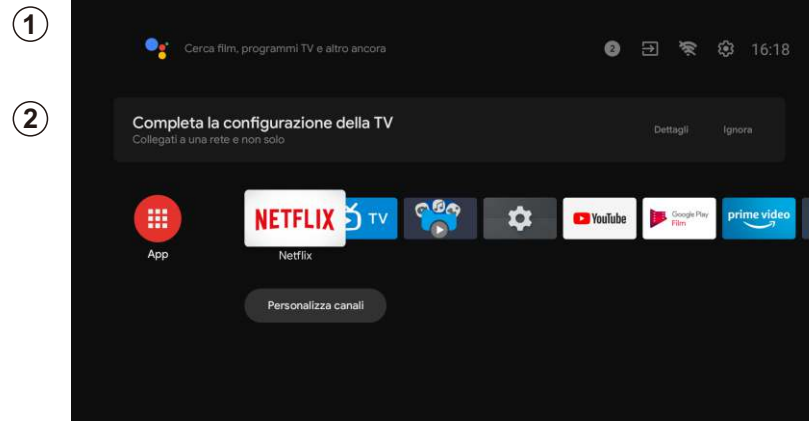 1
Cerca film, programmi TV e altro ancora
2
16:18
2
Completa la configurazione della TV
Collegati a una rete e non solo
Dettagli
Ignora
NETFLIX
TV
YouTube
Google Play
Film
prime video
App
Netflix
Personalizza canali